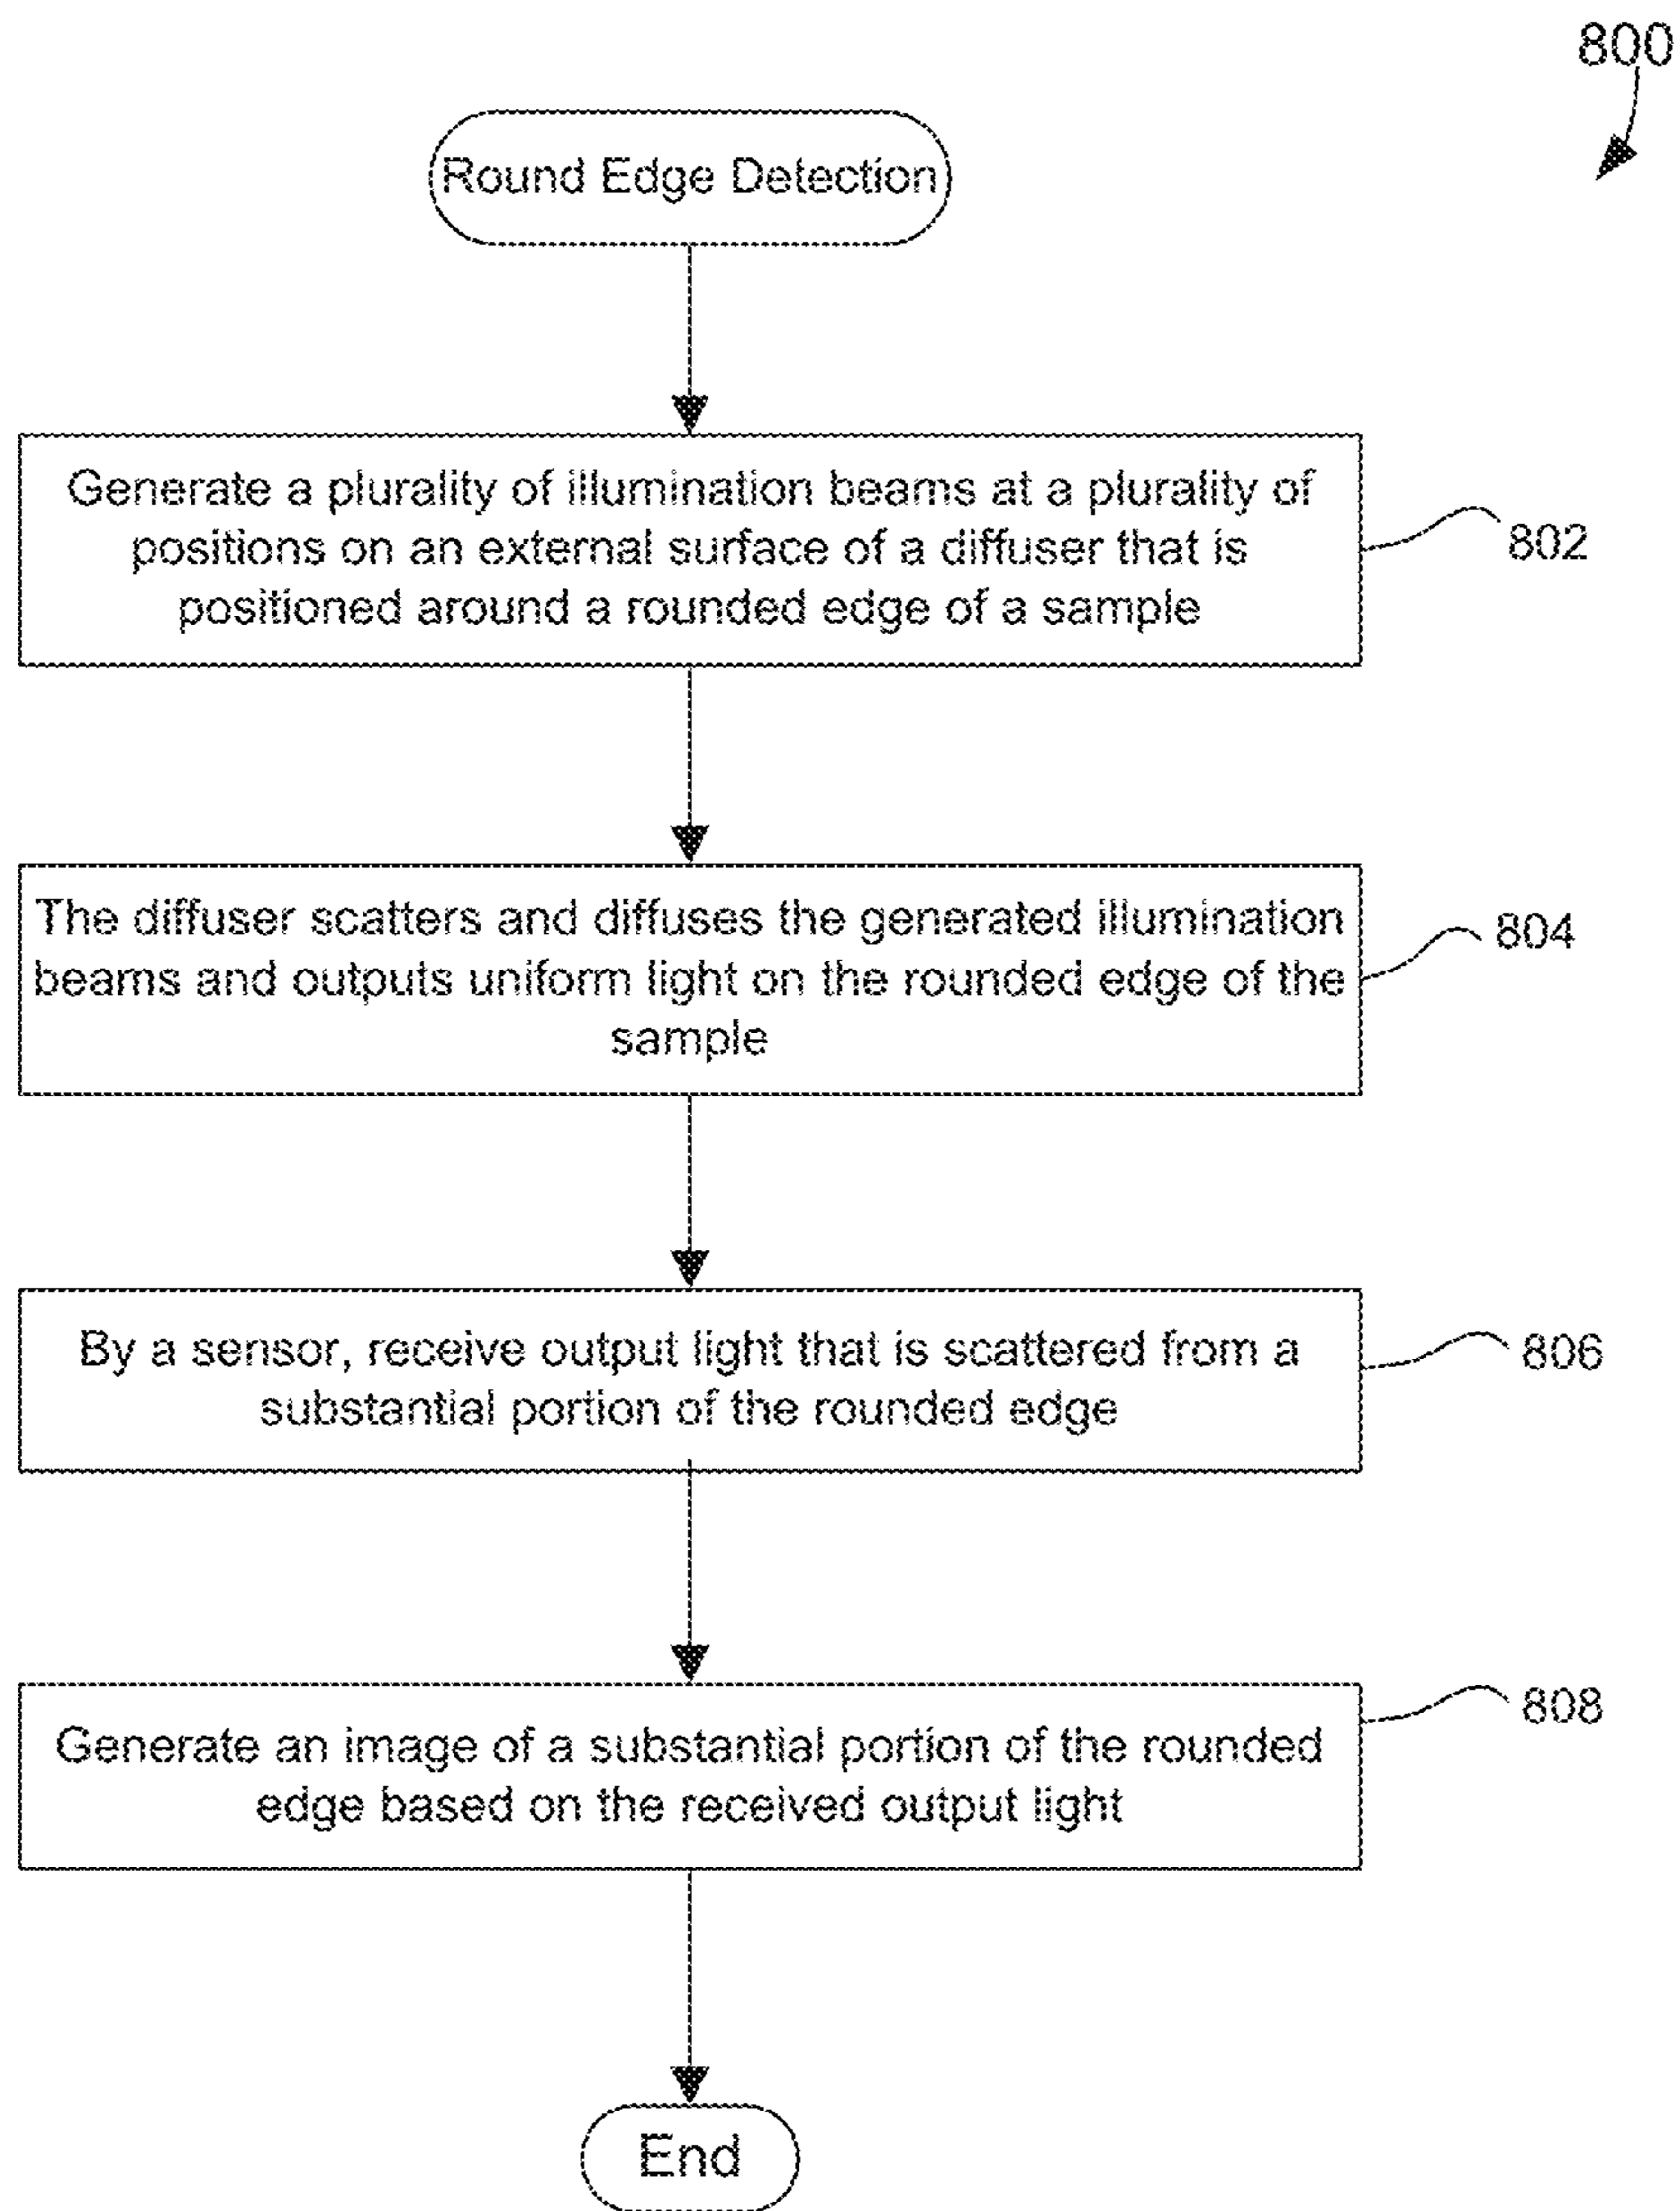 800
Round Edge Detection
Generate a plurality of illumination beams at a plurality of
positions on an external surface of a diffuser that is
positioned around a rounded edge of a sample
802
The diffuser scatters and diffuses the generated illumination
beams and outputs uniform light on the rounded edge of the
sample
804
By a sensor, receive output light that is scattered from a
substantial portion of the rounded edge
806
Generate an image of a substantial portion of the rounded
edge based on the received output light
808
End